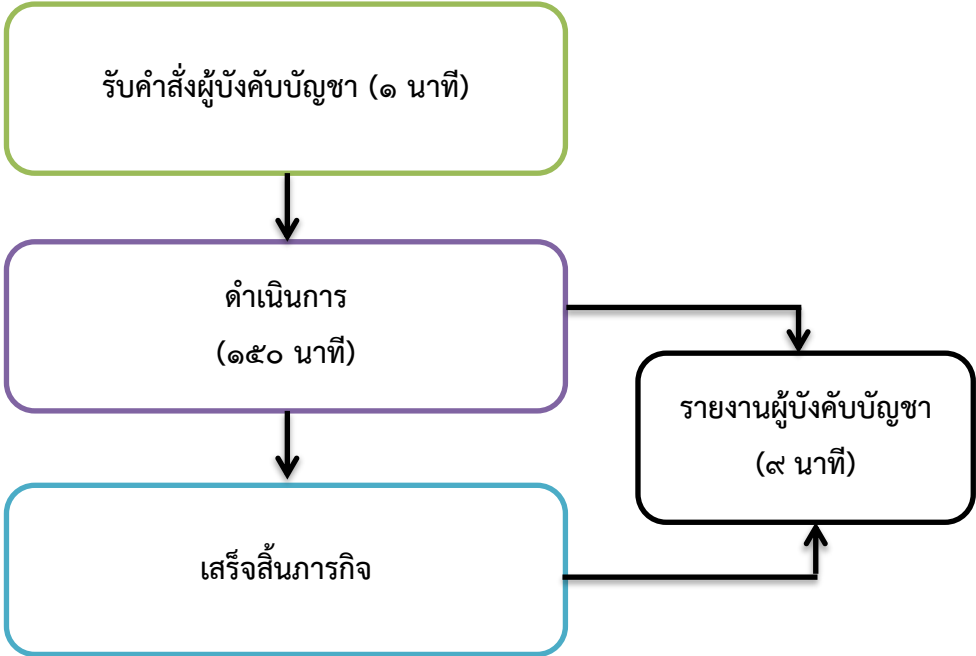 รับคำสั่งผู้บังคับบัญชา (๑ นาที)
ดำเนินการ
(๑๕๐ นาที)
รายงานผู้บังคับบัญชา
(๙ นาที)
เสร็จสิ้นภารกิจ